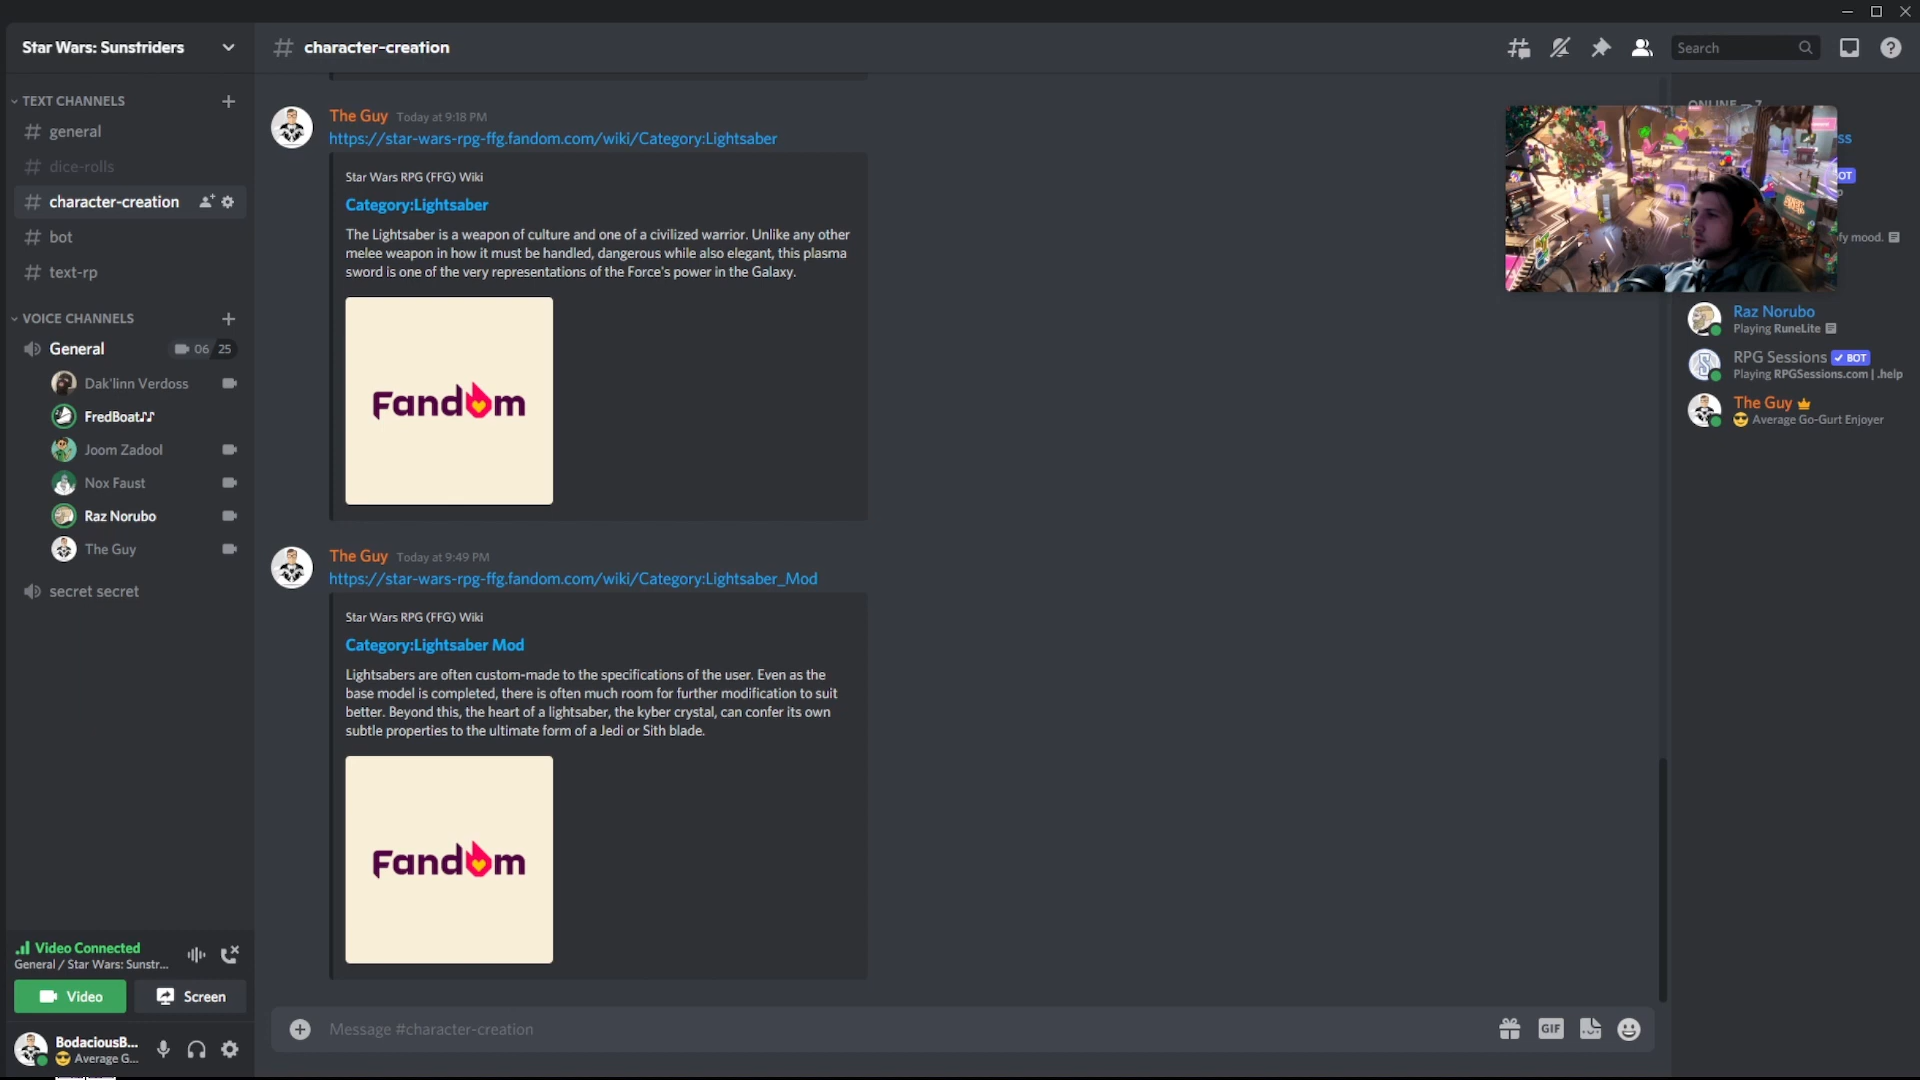 Star Wars: Sunstriders
character-creation
Search
TEXT CHANNELS
general
dice-rolls
character-creation
bot
text-rp
VOICE CHANNELS
General
06 25
Dak'linn Verdoss
FredBoat♪♪
Joom Zadool
Nox Faust
Raz Norubo
The Guy
secret secret
Video Connected
General / Star Wars: Sunstr...
Video
Screen
BodaciousB...
Average G...
The Guy Today at 9:18 PM
https://star-wars-rpg-ffg.fandom.com/wiki/Category:Lightsaber
Star Wars RPG (FFG) Wiki
Category:Lightsaber
The Lightsaber is a weapon of culture and one of a civilized warrior. Unlike any other
melee weapon in how it must be handled, dangerous while also elegant, this plasma
sword is one of the very representations of the Force's power in the Galaxy.
Fandom
The Guy Today at 9:49 PM
https://star-wars-rpg-ffg.fandom.com/wiki/Category:Lightsaber_Mod
Star Wars RPG (FFG) Wiki
Category:Lightsaber Mod
Lightsabers are often custom-made to the specifications of the user. Even as the
base model is completed, there is often much room for further modification to suit
better. Beyond this, the heart of a lightsaber, the kyber crystal, can confer its own
subtle properties to the ultimate form of a Jedi or Sith blade.
Fandom
Message #character-creation
GIF
ONLINE — 7
mood.
Raz Norubo
Playing RuneLite
RPG Sessions BOT
Playing RPGSessions.com | .help
The Guy
Average Go-Gurt Enjoyer